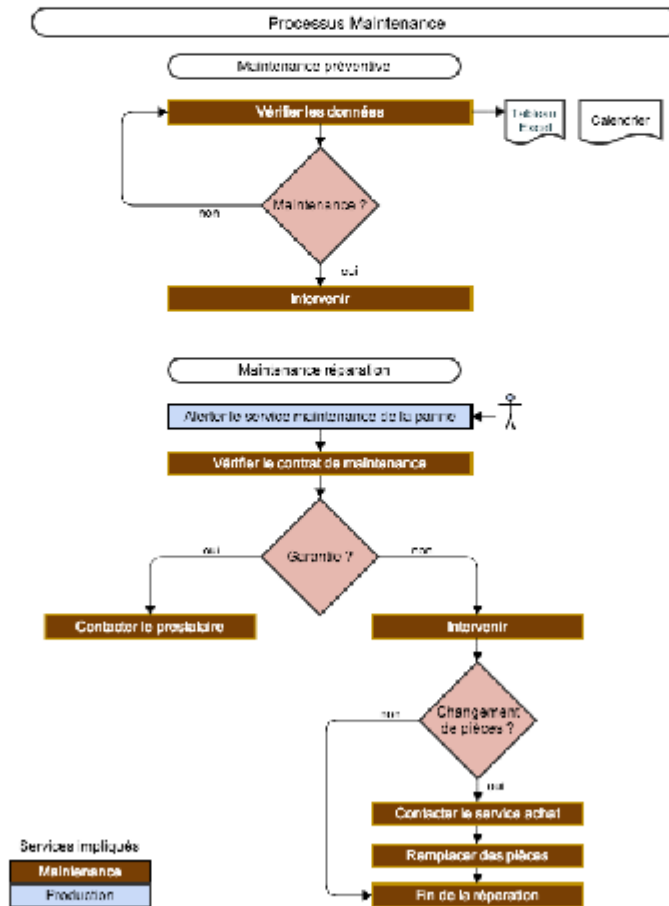 Processus Maintenance
Maintenance préventive
Vérifier les données
Tableau
Excel
Calendrier
Maintenance ?
non
oui
Intervenir
Maintenance réparation
Alerter le service maintenance de la panne
Vérifier le contrat de maintenance
Garantie ?
oui
non
Contacter le prestataire
Intervenir
Changement
de pièces ?
non
oui
Contacter le service achat
Remplacer des pièces
Fin de la réparation
Services impliqués
Maintenance
Production